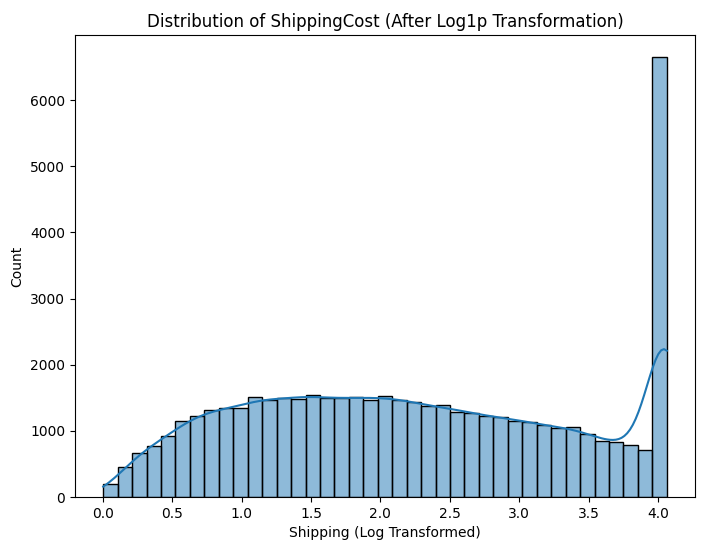 Distribution of ShippingCost (After Log1p Transformation)
6000
5000
4000
3000
2000
1000
0
Count
0.0 0.5 1.0 1.5 2.0 2.5 3.0 3.5 4.0
Shipping (Log Transformed)